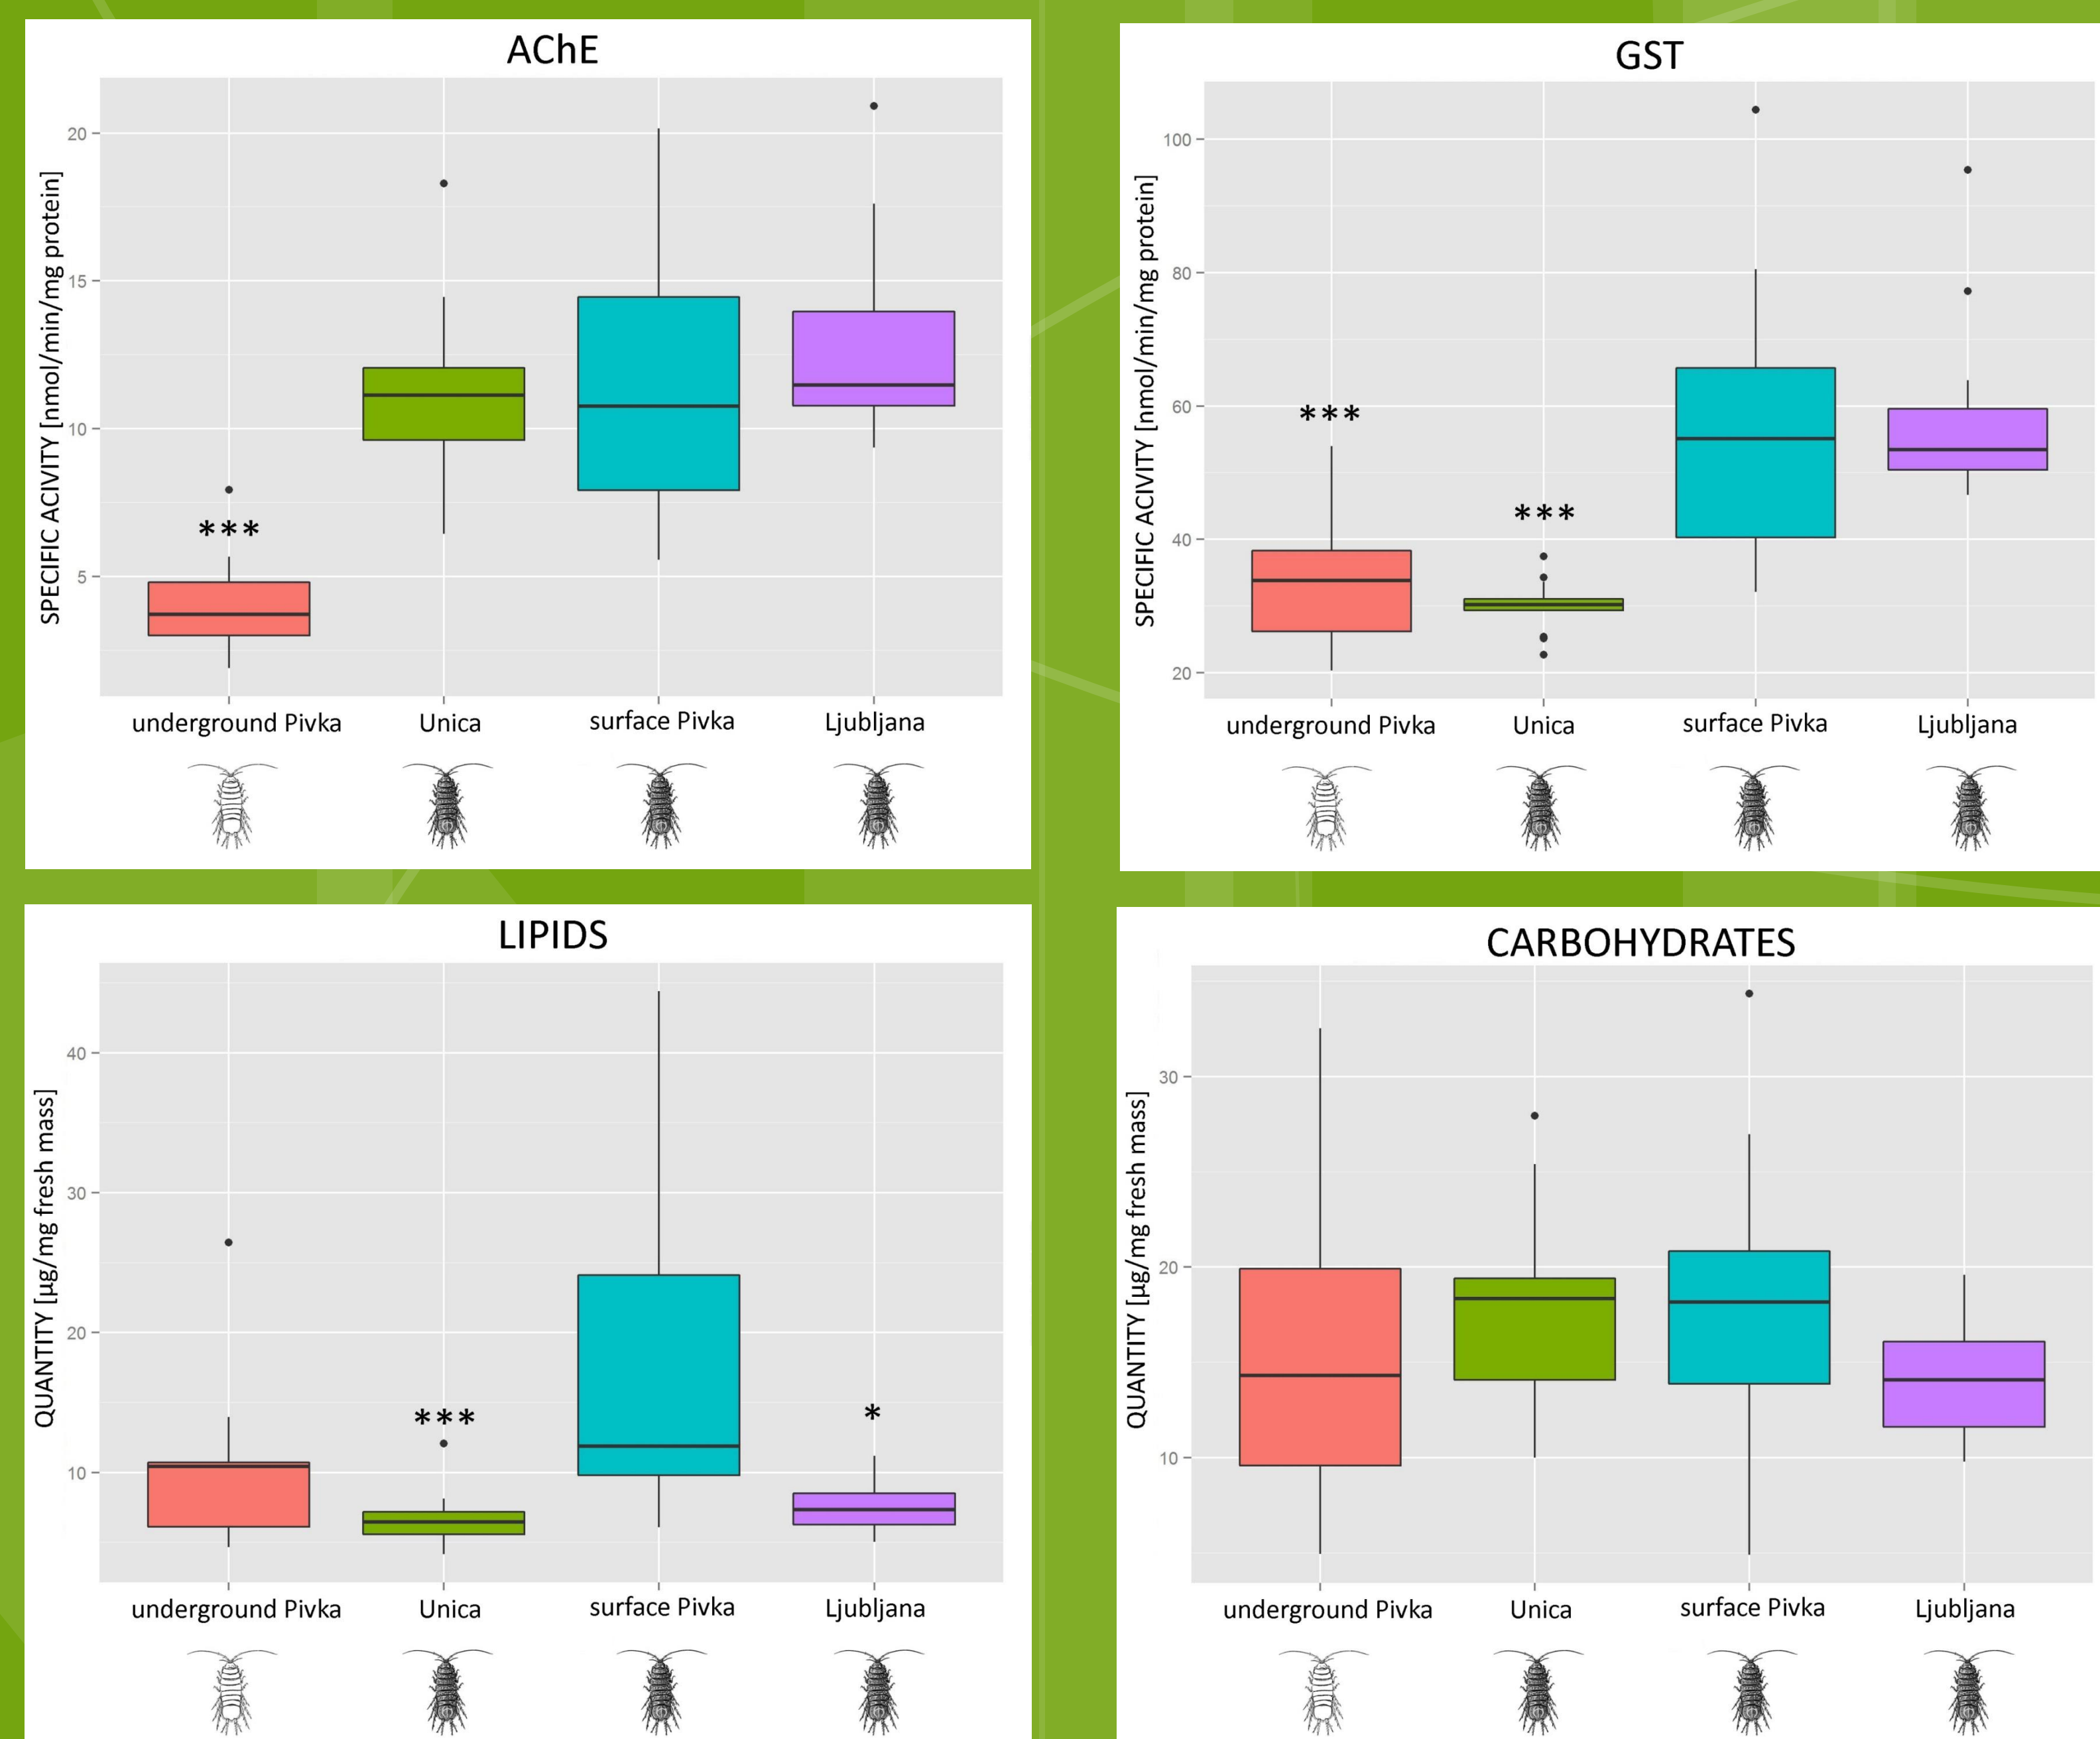 AChE
SPECIFIC ACIVITY [nmol/min/mg protein]
20
15
10
5
***
underground Pivka
Unica
surface Pivka
Ljubljana
GST
SPECIFIC ACIVITY [nmol/min/mg protein]
100
80
60
40
20
***
***
underground Pivka
Unica
surface Pivka
Ljubljana
LIPIDS
QUANTITY [µg/mg fresh mass]
40
30
20
10
***
*
underground Pivka
Unica
surface Pivka
Ljubljana
CARBOHYDRATES
QUANTITY [µg/mg fresh mass]
30
20
10
underground Pivka
Unica
surface Pivka
Ljubljana